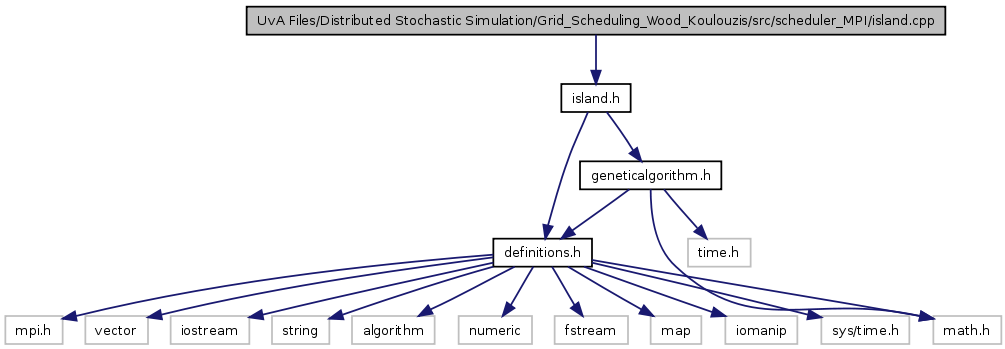 UvA Files/Distributed Stochastic Simulation/Grid_Scheduling_Wood_Koulouzis/src/scheduler_MPI/island.cpp
island.h
geneticalgorithm.h
definitions.h
time.h
mpi.h
vector
iostream
string
algorithm
numeric
fstream
map
iomanip
sys/time.h
math.h